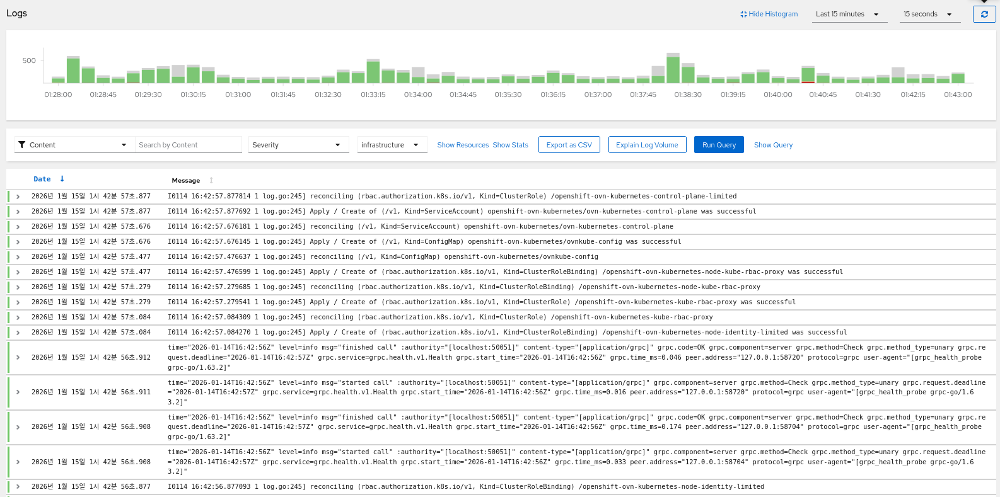 Logs
Hide Histogram Last 15 minutes 15 seconds
500
01:28:00 01:28:45 01:29:30 01:30:15 01:31:00 01:31:45 01:32:30 01:33:15 01:34:00 01:34:45 01:35:30 01:36:15 01:37:00 01:37:45 01:38:30 01:39:15 01:40:00 01:40:45 01:41:30 01:42:15 01:43:00
Content Search by Content Severity infrastructure Show Resources Show Stats Export as CSV Explain Log Volume Run Query Show Query
Date Message
2026년 1월 15일 1시 42분 57초.877 I0114 16:42:57.877814 1 log.go:245] reconciling (rbac.authorization.k8s.io/v1, Kind=ClusterRole) /openshift-ovn-kubernetes-control-plane-limited
2026년 1월 15일 1시 42분 57초.877 I0114 16:42:57.877692 1 log.go:245] Apply / Create of (/v1, Kind=ServiceAccount) openshift-ovn-kubernetes/ovn-kubernetes-control-plane was successful
2026년 1월 15일 1시 42분 57초.676 I0114 16:42:57.676181 1 log.go:245] reconciling (/v1, Kind=ServiceAccount) openshift-ovn-kubernetes/ovn-kubernetes-control-plane
2026년 1월 15일 1시 42분 57초.676 I0114 16:42:57.676145 1 log.go:245] Apply / Create of (/v1, Kind=ConfigMap) openshift-ovn-kubernetes/ovnkube-config was successful
2026년 1월 15일 1시 42분 57초.477 I0114 16:42:57.476637 1 log.go:245] reconciling (/v1, Kind=ConfigMap) openshift-ovn-kubernetes/ovnkube-config
2026년 1월 15일 1시 42분 57초.477 I0114 16:42:57.476599 1 log.go:245] Apply / Create of (rbac.authorization.k8s.io/v1, Kind=ClusterRoleBinding) /openshift-ovn-kubernetes-node-kube-rbac-proxy was successful
2026년 1월 15일 1시 42분 57초.279 I0114 16:42:57.279685 1 log.go:245] reconciling (rbac.authorization.k8s.io/v1, Kind=ClusterRoleBinding) /openshift-ovn-kubernetes-node-kube-rbac-proxy
2026년 1월 15일 1시 42분 57초.279 I0114 16:42:57.279541 1 log.go:245] Apply / Create of (rbac.authorization.k8s.io/v1, Kind=ClusterRole) /openshift-ovn-kubernetes-kube-rbac-proxy was successful
2026년 1월 15일 1시 42분 57초.084 I0114 16:42:57.084309 1 log.go:245] reconciling (rbac.authorization.k8s.io/v1, Kind=ClusterRole) /openshift-ovn-kubernetes-kube-rbac-proxy
2026년 1월 15일 1시 42분 57초.084 I0114 16:42:57.084270 1 log.go:245] Apply / Create of (rbac.authorization.k8s.io/v1, Kind=ClusterRoleBinding) /openshift-ovn-kubernetes-node-identity-limited was successful
time="2026-01-14T16:42:56Z" level=info msg="finished call" :authority="[localhost:50051]" content-type="[application/grpc]" grpc.code=OK grpc.component=server grpc.method=Check grpc.method_type=unary grpc.re
2026년 1월 15일 1시 42분 56초.912 quest.deadline="2026-01-14T16:42:57Z" grpc.service=grpc.health.v1.Health grpc.start_time="2026-01-14T16:42:56Z" grpc.time_ms=0.046 peer.address="127.0.0.1:58720" protocol=grpc user-agent="[grpc_health_probe
grpc-go/1.63.2]"
time="2026-01-14T16:42:56Z" level=info msg="started call" :authority="[localhost:50051]" content-type="[application/grpc]" grpc.component=server grpc.method=Check grpc.method_type=unary grpc.request.deadline
2026년 1월 15일 1시 42분 56초.911 ="2026-01-14T16:42:57Z" grpc.service=grpc.health.v1.Health grpc.start_time="2026-01-14T16:42:56Z" grpc.time_ms=0.016 peer.address="127.0.0.1:58720" protocol=grpc user-agent="[grpc_health_probe grpc-go/1.6
3.2]"
time="2026-01-14T16:42:56Z" level=info msg="finished call" :authority="[localhost:50051]" content-type="[application/grpc]" grpc.code=OK grpc.component=server grpc.method=Check grpc.method_type=unary grpc.re
2026년 1월 15일 1시 42분 56초.908 quest.deadline="2026-01-14T16:42:57Z" grpc.service=grpc.health.v1.Health grpc.start_time="2026-01-14T16:42:56Z" grpc.time_ms=0.174 peer.address="127.0.0.1:58704" protocol=grpc user-agent="[grpc_health_probe
grpc-go/1.63.2]"
time="2026-01-14T16:42:56Z" level=info msg="started call" :authority="[localhost:50051]" content-type="[application/grpc]" grpc.component=server grpc.method=Check grpc.method_type=unary grpc.request.deadline
2026년 1월 15일 1시 42분 56초.908 ="2026-01-14T16:42:57Z" grpc.service=grpc.health.v1.Health grpc.start_time="2026-01-14T16:42:56Z" grpc.time_ms=0.033 peer.address="127.0.0.1:58704" protocol=grpc user-agent="[grpc_health_probe grpc-go/1.6
3.2]"
2026년 1월 15일 1시 42분 56초.877 I0114 16:42:56.877093 1 log.go:245] reconciling (rbac.authorization.k8s.io/v1, Kind=ClusterRoleBinding) /openshift-ovn-kubernetes-node-identity-limited